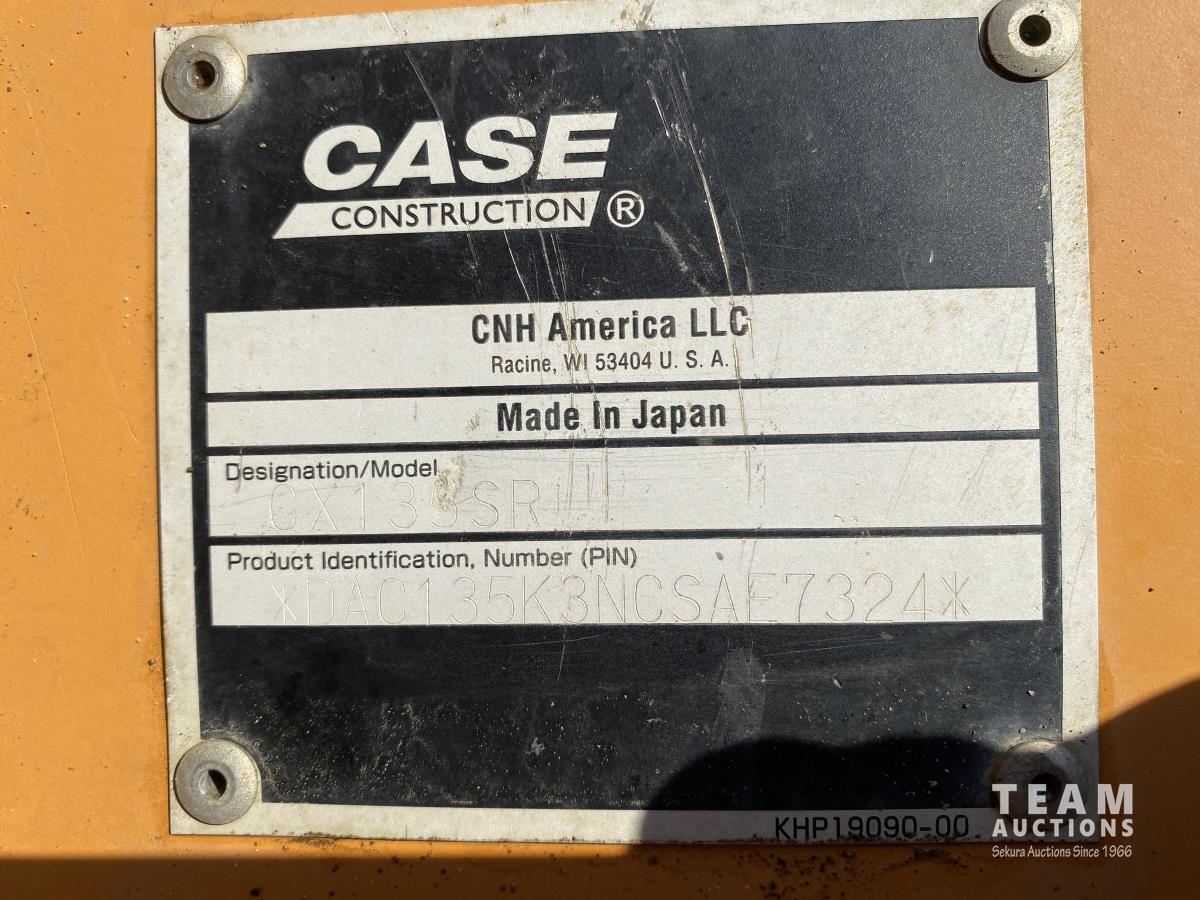 CASE
CONSTRUCTION ®
CNH America LLC
Racine, WI 53404 U. S. A.
Made In Japan
Designation/Model
CX135SR
Product Identification, Number (PIN)
*DAC135K3NCSAE7324*
KHP19090-00
TEAM
AUCTIONS
Sekura Auctions Since 1966